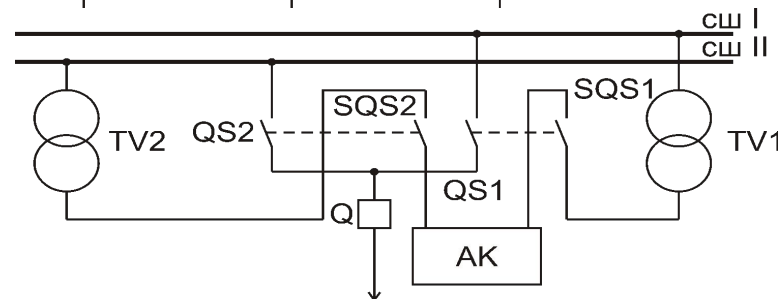 сш I
сш II
SQS1
SQS2
QS2
TV2
TV1
QS1
Q
AK